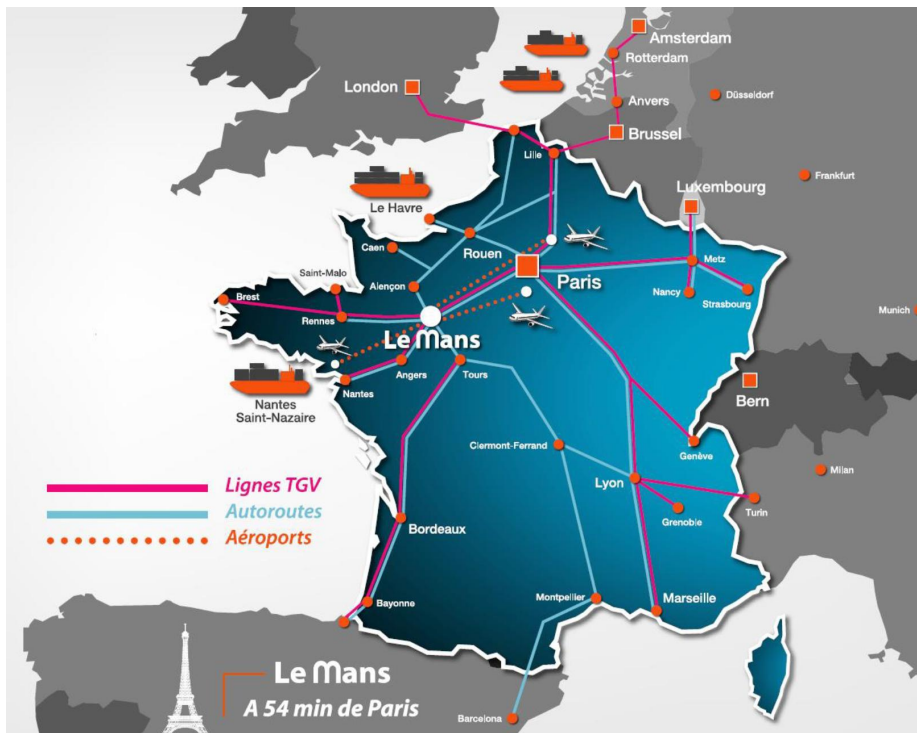 Amsterdam
Rotterdam
London
Düsseldorf
Anvers
Brussel
Lille
Frankfurt
Luxembourg
Le Havre
Rouen
Caen
Metz
Paris
Saint-Malo
Alençon
Nancy
Strasbourg
Brest
Munich
Rennes
Le Mans
Angers
Tours
Nantes
Bern
Nantes
Saint-Nazaire
Clermont-Ferrand
Genève
Milan
Lignes TGV
Lyon
Autoroutes
Grenoble
Turin
Bordeaux
Aéroports
Bayonne
Montpellier
Marseille
Le Mans
A 54 min de Paris
Barcelona